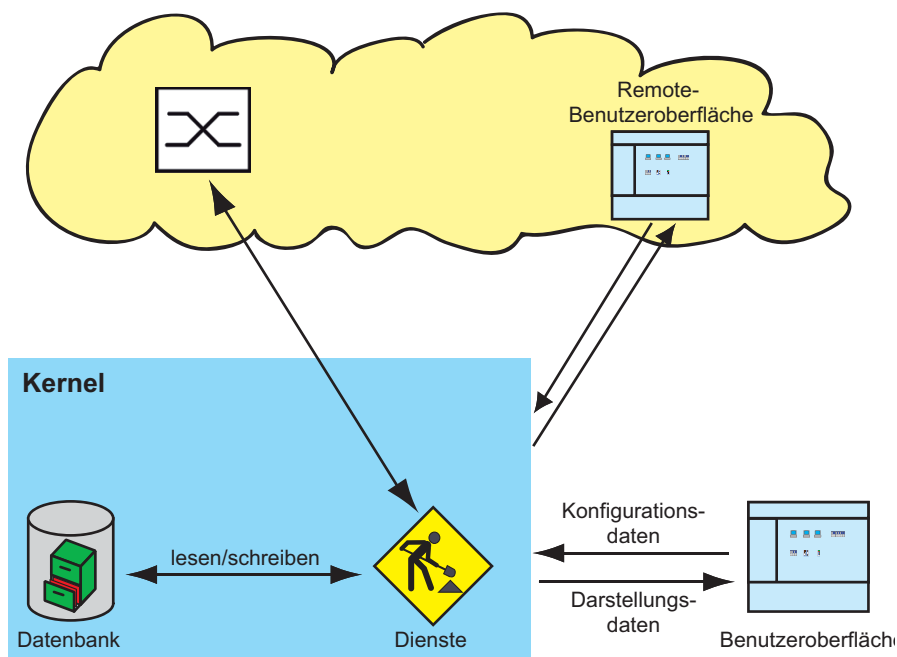 Remote-
Benutzeroberfläche
Kernel
Konfigurations-
daten
lesen/schreiben
Darstellungs-
daten
Datenbank
Dienste
Benutzeroberfläch